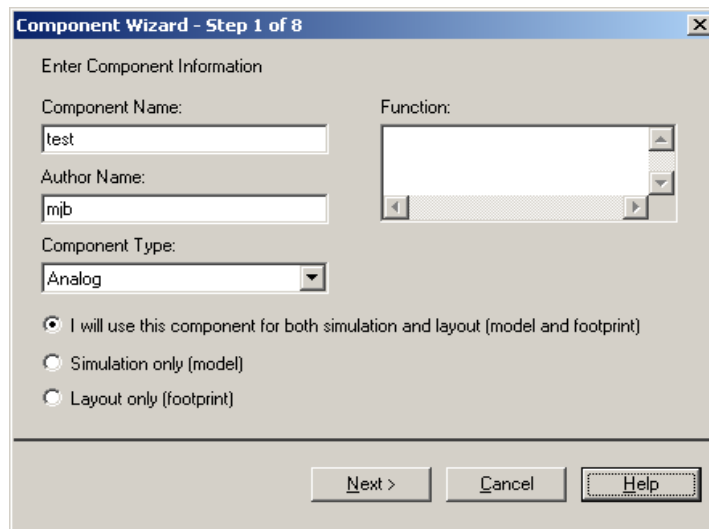 Component Wizard - Step 1 of 8
Enter Component Information
Component Name:
test
Author Name:
mjb
Component Type:
Analog
Function:
I will use this component for both simulation and layout (model and footprint)
Simulation only (model)
Layout only (footprint)
Next >
Cancel
Help